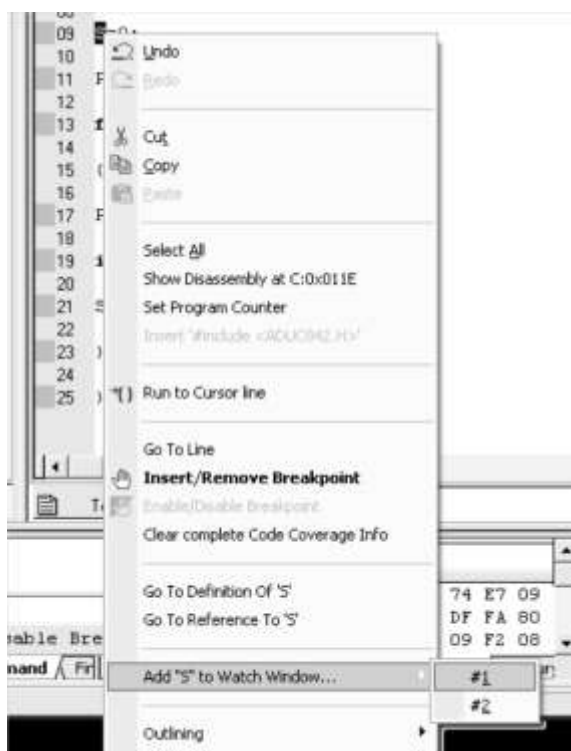 09 S=0;
10
Undo
11 P
Redo
12
13 f
Cut
14
15 (
Copy
16
Paste
17 P
18
19 i
Select All
20
Show Disassembly at C:0x011E
21 S
Set Program Counter
22
Insert '#include <ADUC842.H>'
23 )
24
25 )
Run to Cursor line
Go To Line
Insert/Remove Breakpoint
Enable/Disable Breakpoint
Clear complete Code Coverage Info
Go To Definition Of 'S'
74 E7 09
Go To Reference To 'S'
DF FA 80
sable Bre
09 F2 08
mand
Add "S" to Watch Window...
#1
#2
Outlining